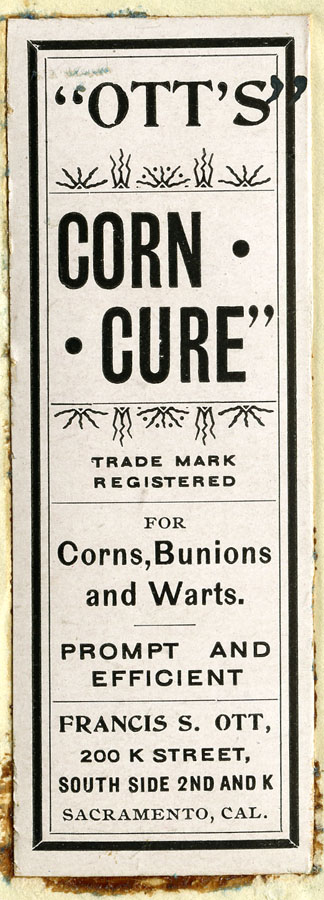 “OTT'S”
CORN •
• CURE”
TRADE MARK
REGISTERED
FOR
Corns, Bunions
and Warts.
PROMPT AND
EFFICIENT
FRANCIS S. OTT,
200 K STREET,
SOUTH SIDE 2ND AND K
SACRAMENTO, CAL.